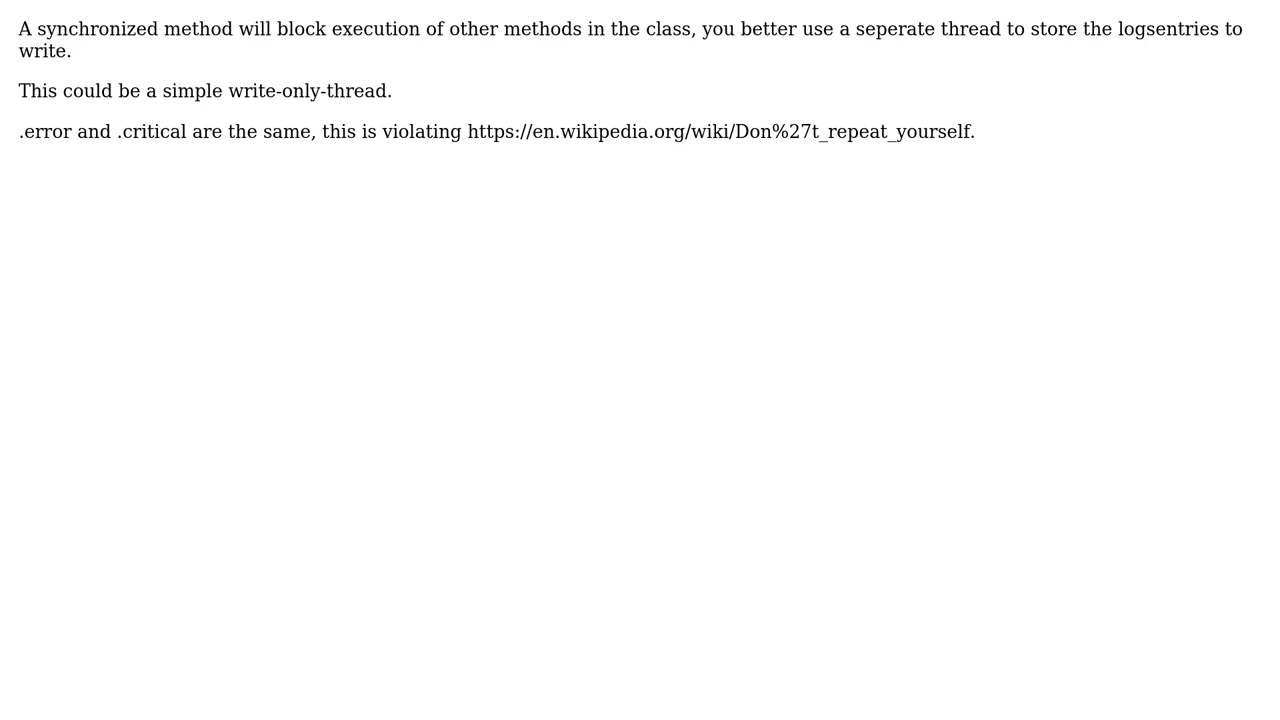 A synchronized method will block execution of other methods in the class, you better use a seperate thread to store the logsentries to
write.
This could be a simple write-only-thread.
.error and .critical are the same, this is violating https://en.wikipedia.org/wiki/Don%27t_repeat_yourself.